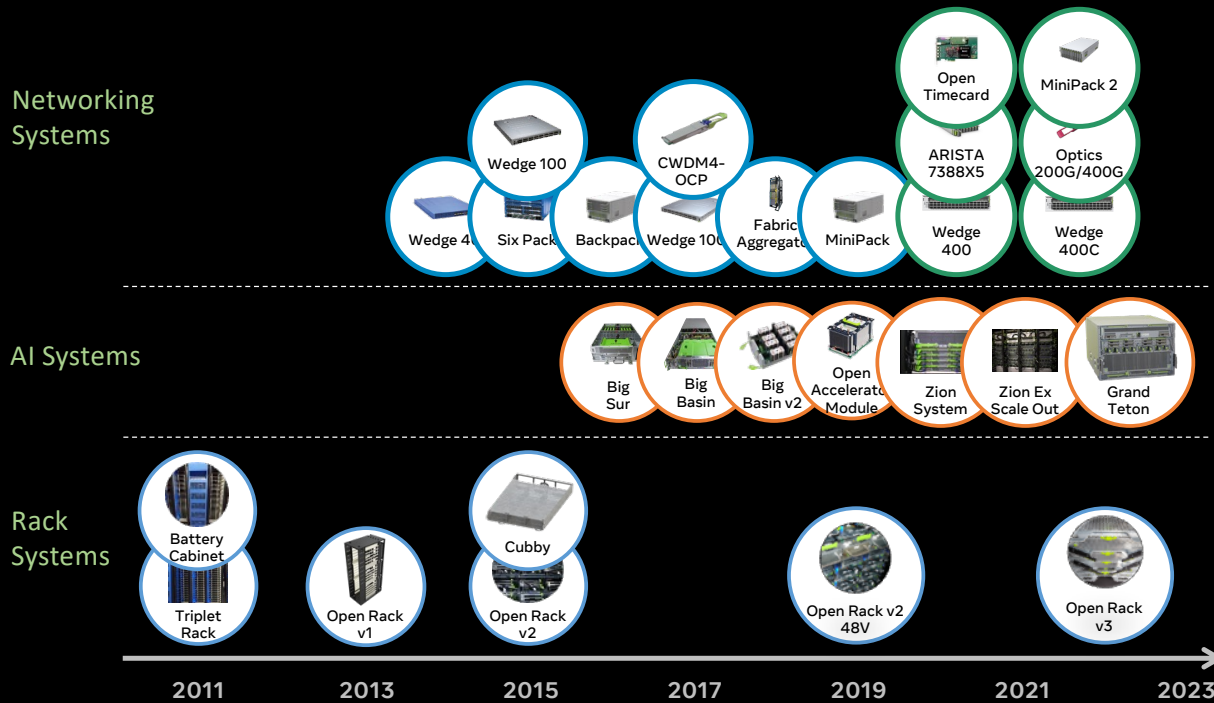 Networking
Systems
Open
Timecard
MiniPack 2
Wedge 100
CWDM4-
OCP
ARISTA
7388X5
Optics
200G/400G
Wedge 40
Six Pack
Backpack
Wedge 100
Fabric
Aggregato
MiniPack
Wedge
400
Wedge
400C
AI Systems
Big
Sur
Big
Basin
Big
Basin v2
Open
Accelerator
Module
Zion
System
Zion Ex
Scale Out
Grand
Teton
Rack
Systems
Battery
Cabinet
Triplet
Rack
Open Rack
v1
Cubby
Open Rack
v2
Open Rack v2
48V
Open Rack
v3
2011 2013 2015 2017 2019 2021 2023